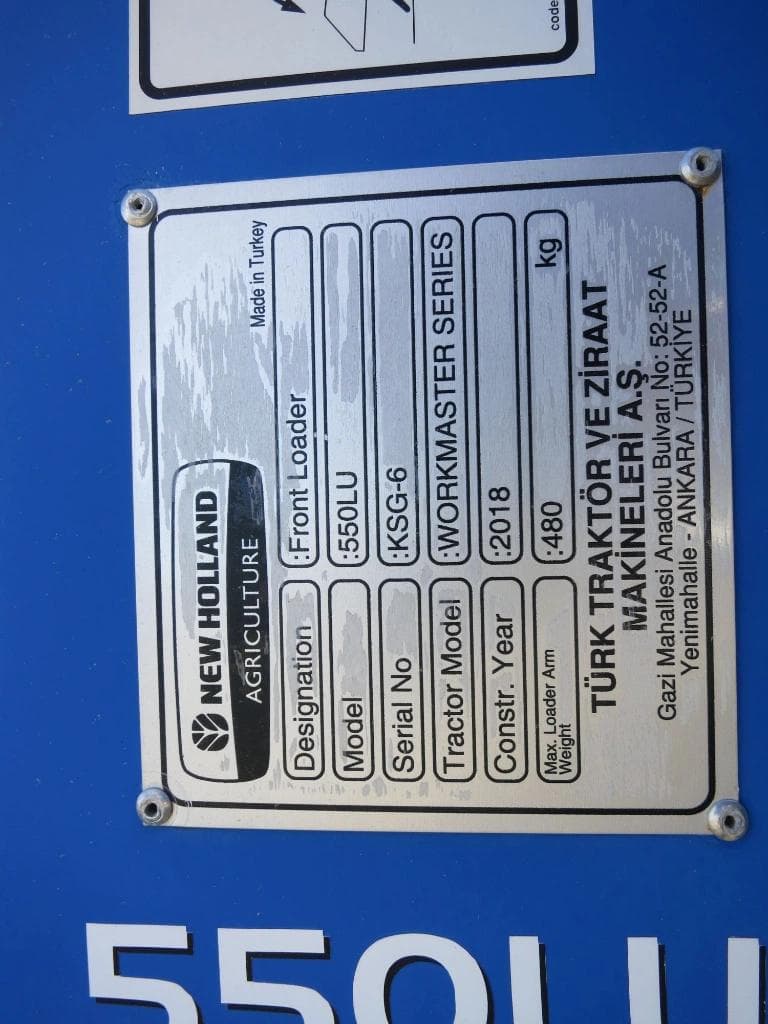 code
NEW HOLLAND
AGRICULTURE
Made in Turkey
Designation :Front Loader
Model :550LU
Serial No :KSG-6
Tractor Model :WORKMASTER SERIES
Constr. Year :2018
Max. Loader Arm Weight :480 kg
TÜRK TRAKTÖR VE ZİRAAT
MAKİNELERİ A.Ş.
Gazi Mahallesi Anadolu Bulvarı No: 52-52-A
Yenimahalle - ANKARA / TÜRKİYE
550LU